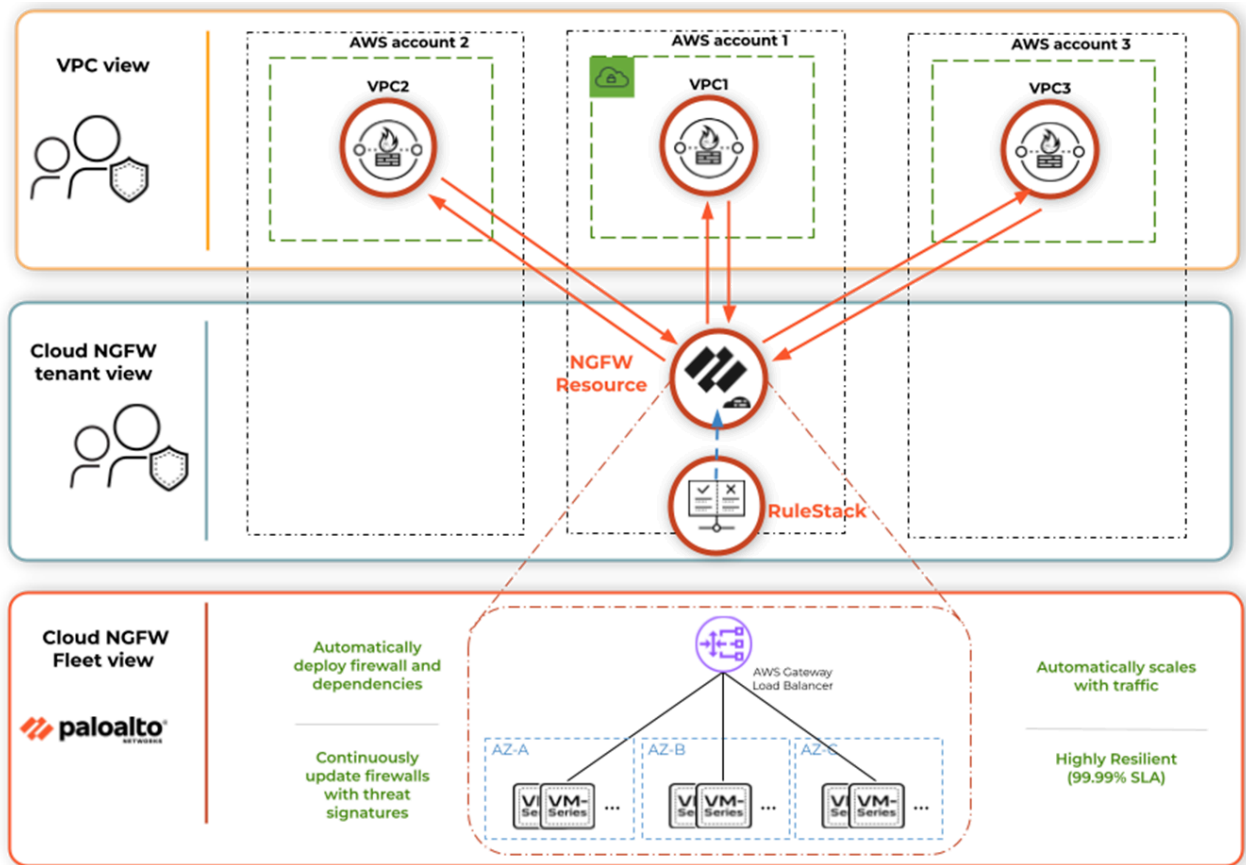 VPC view
AWS account 2
AWS account 1
AWS account 3
VPC2
VPC1
VPC3
Cloud NGFW
tenant view
NGFW
Resource
RuleStack
Cloud NGFW
Fleet view
paloalto®
NETWORKS
Automatically
deploy firewall and
dependencies
Continuously
update firewalls
with threat
signatures
AWS Gateway
Load Balancer
AZ-A
AZ-B
AZ-C
VM-
Series
...
VM-
Series
...
VM-
Series
...
Automatically scales
with traffic
Highly Resilient
(99.99% SLA)